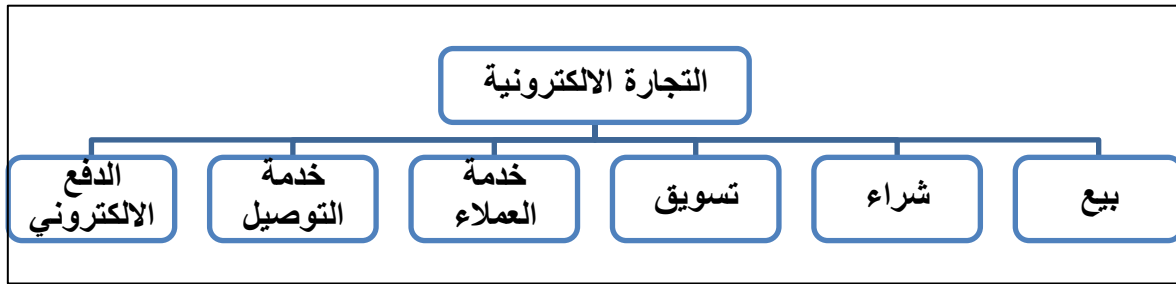 التجارة الالكترونية
بيع
شراء
تسويق
خدمة
العملاء
خدمة
التوصيل
الدفع
الالكتروني